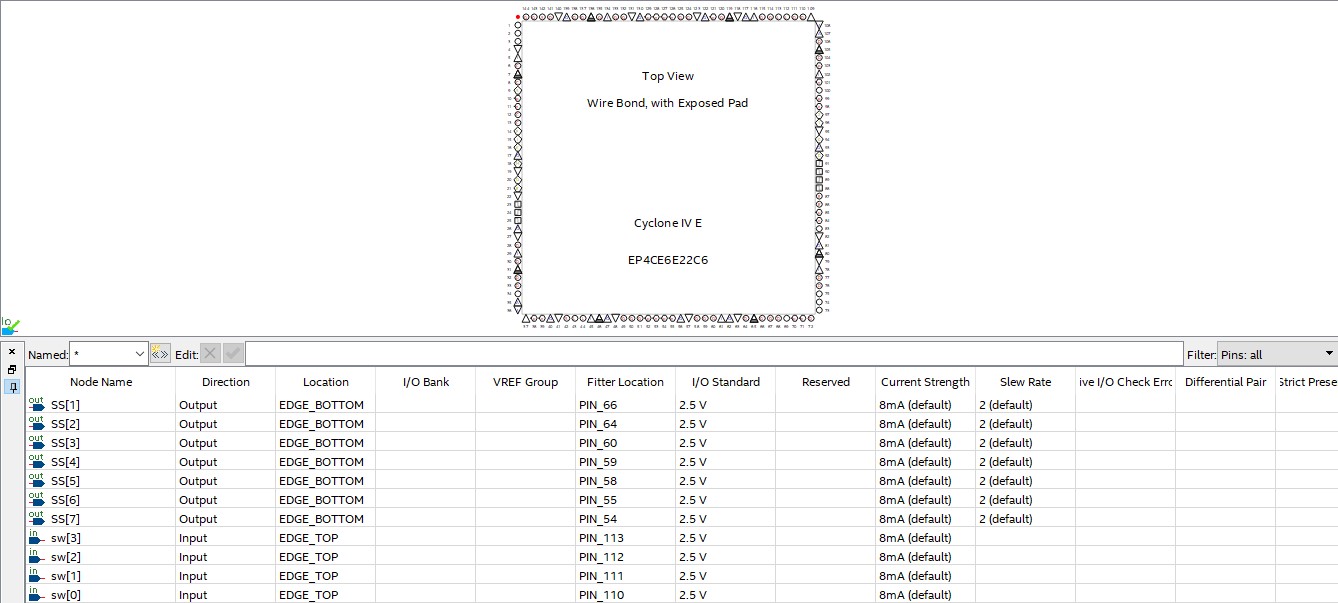 Top View
Wire Bond, with Exposed Pad
Cyclone IV E
EP4CE6E22C6
Named: * Edit: Filter: Pins: all
Node Name Direction Location I/O Bank VREF Group Fitter Location I/O Standard Reserved Current Strength Slew Rate ive I/O Check Erro Differential Pair Strict Prese
out SS[1] Output EDGE_BOTTOM PIN_66 2.5 V 8mA (default) 2 (default)
out SS[2] Output EDGE_BOTTOM PIN_64 2.5 V 8mA (default) 2 (default)
out SS[3] Output EDGE_BOTTOM PIN_60 2.5 V 8mA (default) 2 (default)
out SS[4] Output EDGE_BOTTOM PIN_59 2.5 V 8mA (default) 2 (default)
out SS[5] Output EDGE_BOTTOM PIN_58 2.5 V 8mA (default) 2 (default)
out SS[6] Output EDGE_BOTTOM PIN_55 2.5 V 8mA (default) 2 (default)
out SS[7] Output EDGE_BOTTOM PIN_54 2.5 V 8mA (default) 2 (default)
in sw[3] Input EDGE_TOP PIN_113 2.5 V 8mA (default)
in sw[2] Input EDGE_TOP PIN_112 2.5 V 8mA (default)
in sw[1] Input EDGE_TOP PIN_111 2.5 V 8mA (default)
in sw[0] Input EDGE_TOP PIN_110 2.5 V 8mA (default)